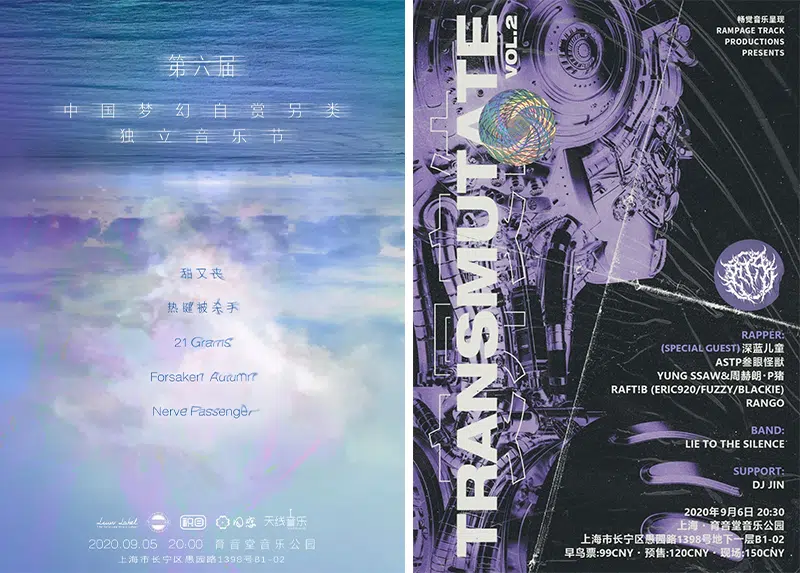 第六届
中国梦幻自赏另类
独立音乐节
甜又丧
热键被杀手
21 Grams
Forsaken Autumn
Nerve Passenger
天线音乐
2020.09.05 20:00 育音堂音乐公园
上海市长宁区愚园路1398号B1-02
TRANSMUTATE
VOL.2
畅觉音乐呈现
RAMPAGE TRACK
PRODUCTIONS
PRESENTS
RAPPER:
(SPECIAL GUEST)深蓝儿童
ASTP叁眼怪獸
YUNG SSAW&周赫朗·P猪
RAFT!B (ERIC920/FUZZY/BLACKIE)
RANGO
BAND:
LIE TO THE SILENCE
SUPPORT:
DJ JIN
2020年9月6日 20:30
上海·育音堂音乐公园
上海市长宁区愚园路1398号地下一层B1-02
早鸟票:99CNY·预售:120CNY·现场:150CNY